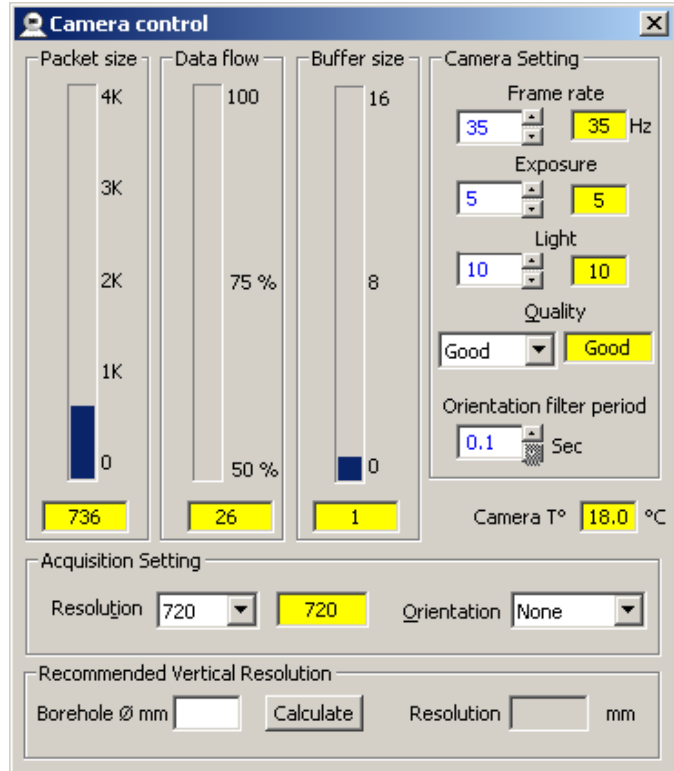 Camera control
Packet size
4K
3K
2K
1K
0
736
Data flow
100
75 %
50 %
26
Buffer size
16
8
0
1
Camera Setting
Frame rate
35 35 Hz
Exposure
5 5
Light
10 10
Quality
Good Good
Orientation filter period
0.1 Sec
Camera T° 18.0 °C
Acquisition Setting
Resolution 720 720 Orientation None
Recommended Vertical Resolution
Borehole Ø mm Calculate Resolution mm